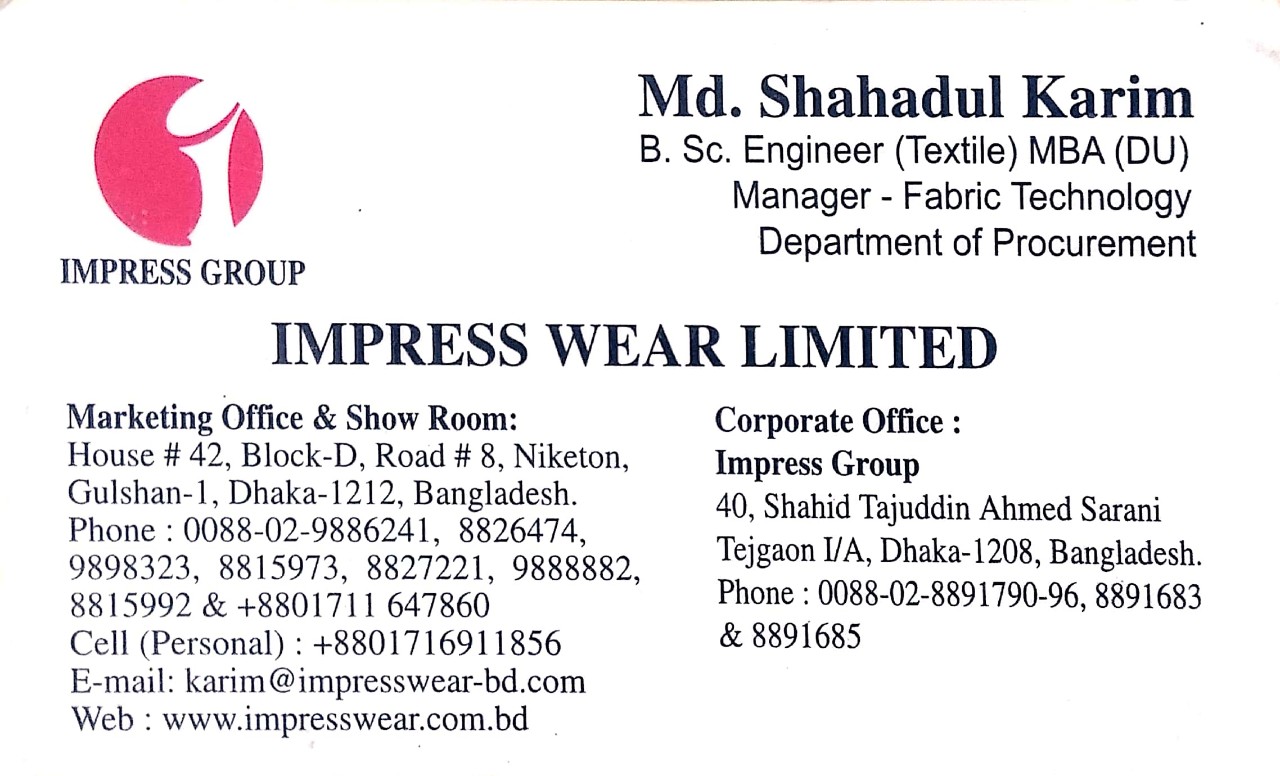 IMPRESS GROUP
Md. Shahadul Karim
B. Sc. Engineer (Textile) MBA (DU)
Manager - Fabric Technology
Department of Procurement
IMPRESS WEAR LIMITED
Marketing Office & Show Room:
House # 42, Block-D, Road # 8, Niketon,
Gulshan-1, Dhaka-1212, Bangladesh.
Phone : 0088-02-9886241, 8826474,
9898323, 8815973, 8827221, 9888882,
8815992 & +8801711 647860
Cell (Personal) : +8801716911856
E-mail: karim@impresswear-bd.com
Web : www.impresswear.com.bd
Corporate Office :
Impress Group
40, Shahid Tajuddin Ahmed Sarani
Tejgaon I/A, Dhaka-1208, Bangladesh.
Phone : 0088-02-8891790-96, 8891683
& 8891685